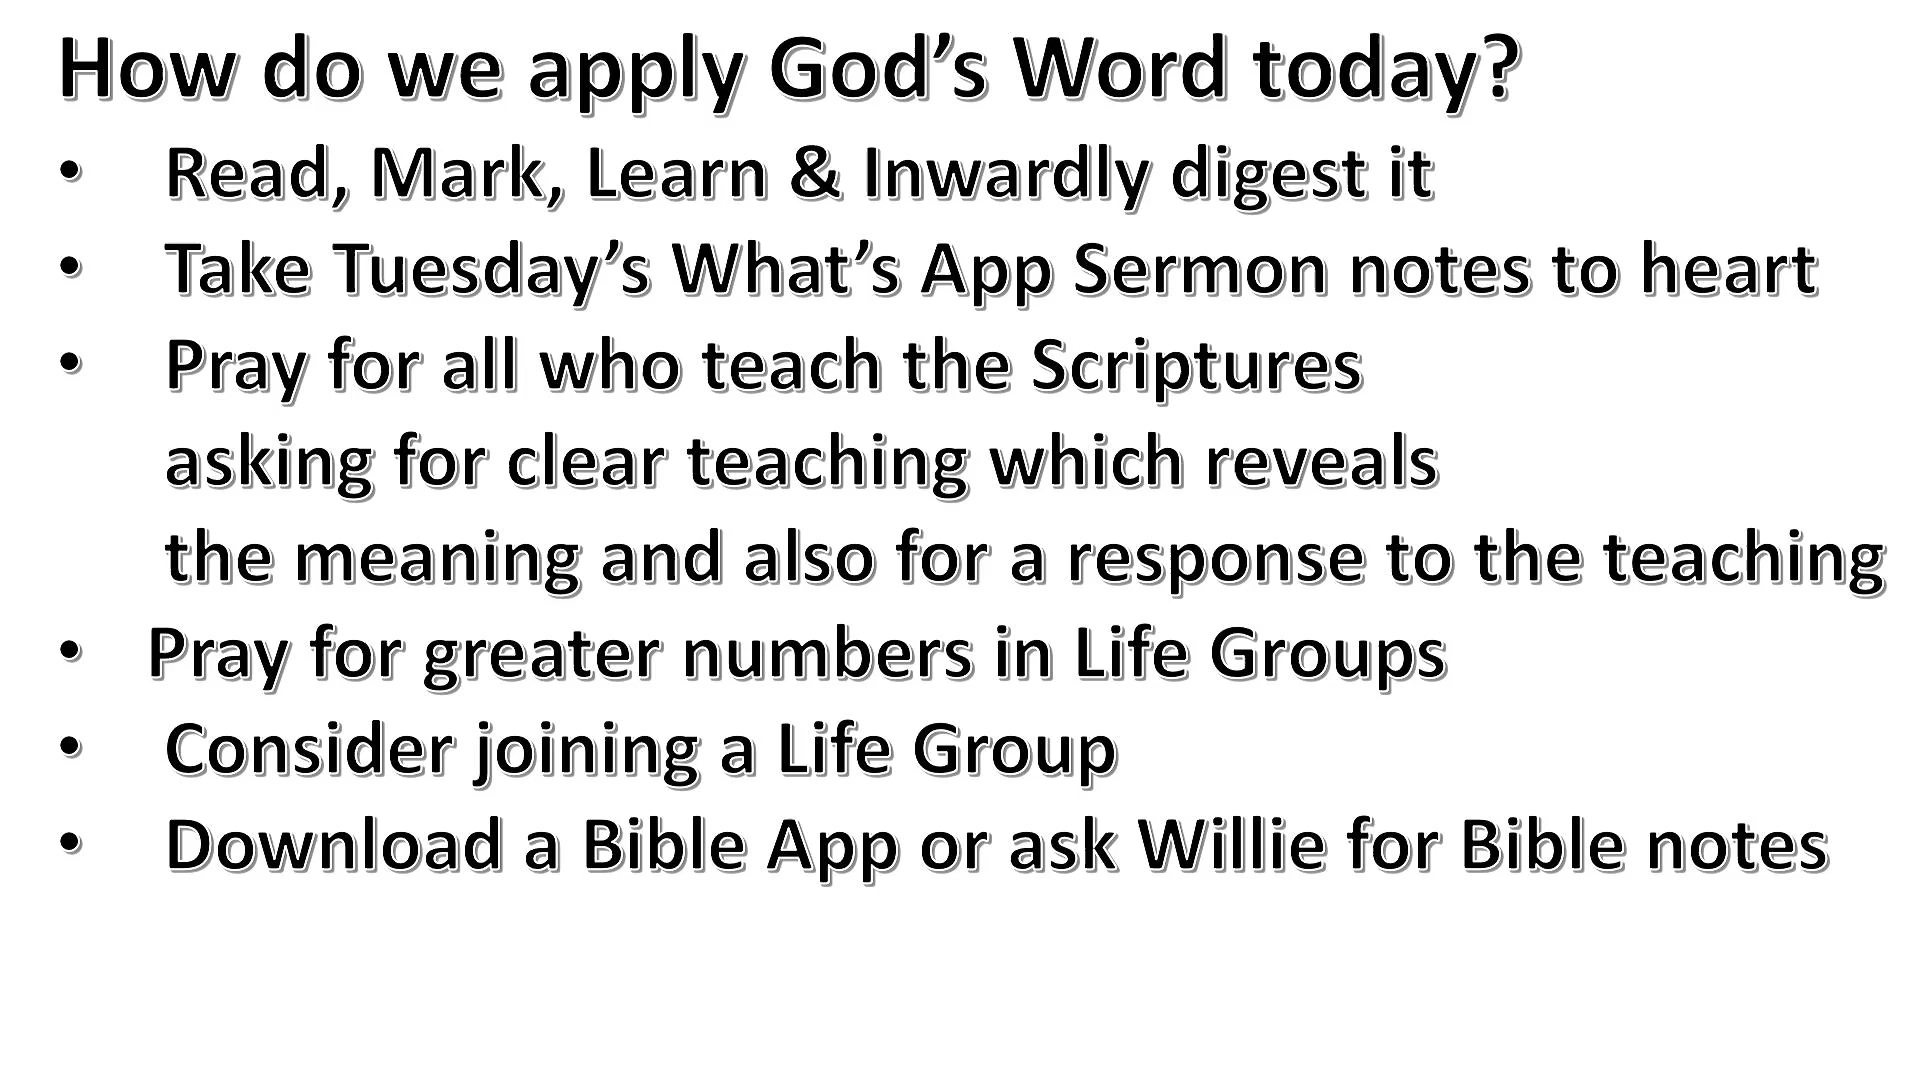 How do we apply God’s Word today?
• Read, Mark, Learn & Inwardly digest it
• Take Tuesday’s What’s App Sermon notes to heart
• Pray for all who teach the Scriptures
asking for clear teaching which reveals
the meaning and also for a response to the teaching
• Pray for greater numbers in Life Groups
• Consider joining a Life Group
• Download a Bible App or ask Willie for Bible notes